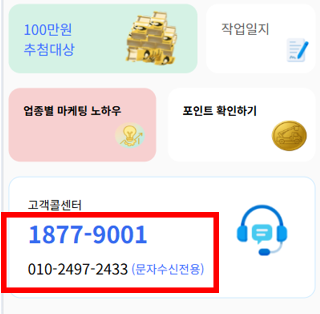 100만원
추첨대상
작업일지
업종별 마케팅 노하우
포인트 확인하기
고객콜센터
1877-9001
010-2497-2433 (문자수신전용)